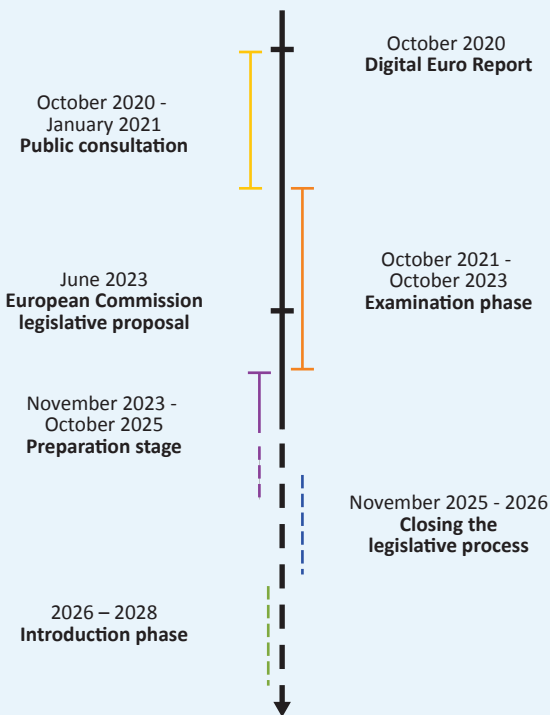 October 2020
Digital Euro Report
October 2020 -
January 2021
Public consultation
October 2021 -
October 2023
Examination phase
June 2023
European Commission
legislative proposal
November 2023 -
October 2025
Preparation stage
November 2025 - 2026
Closing the
legislative process
2026 – 2028
Introduction phase